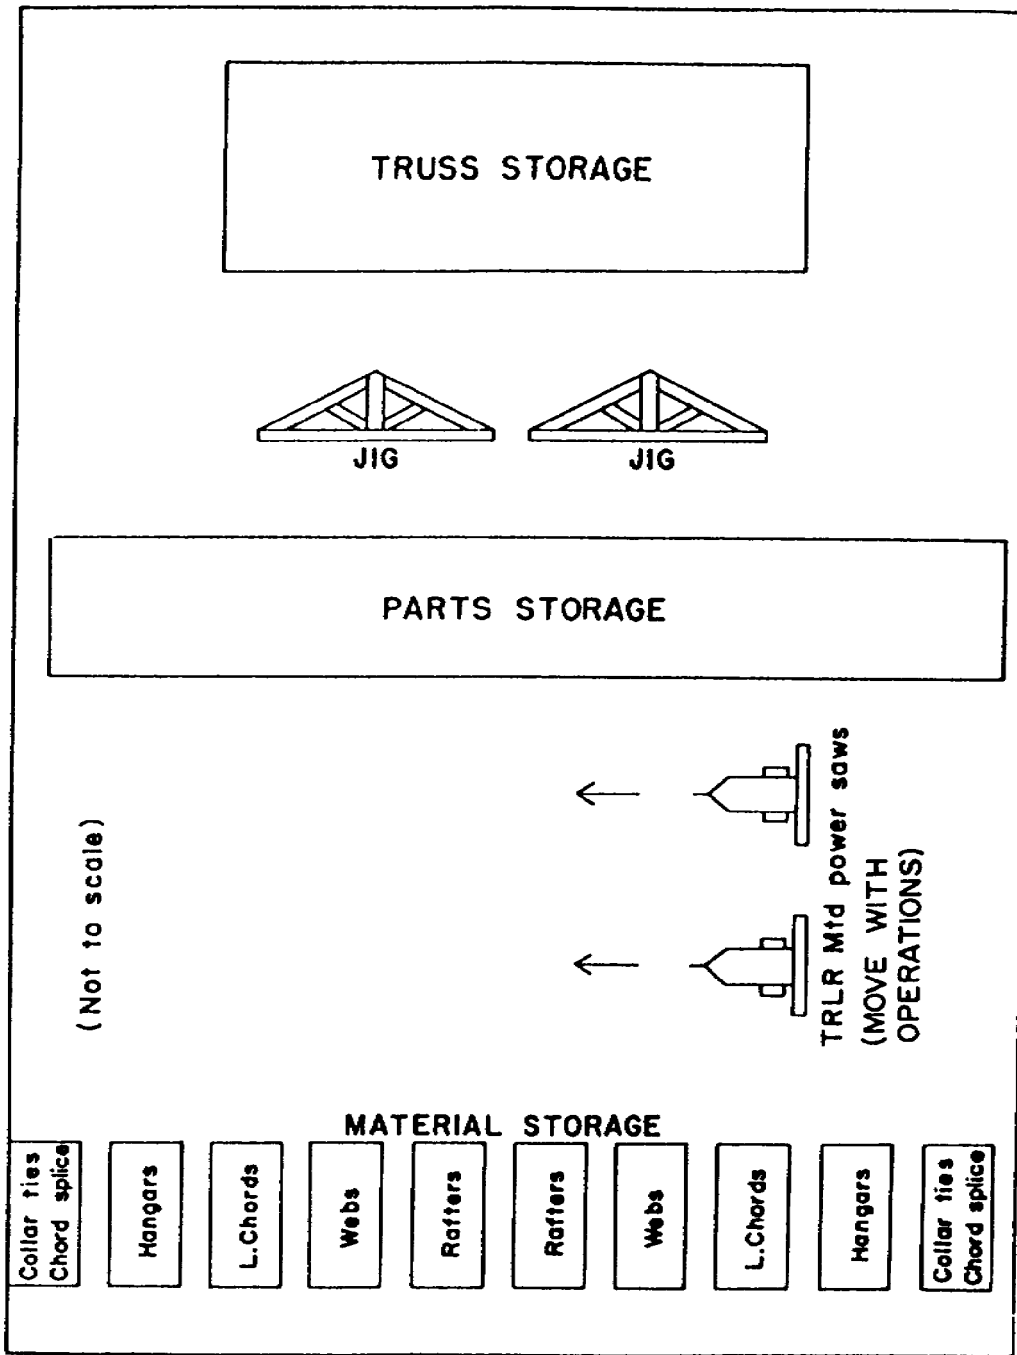 TRUSS STORAGE
JIG
JIG
PARTS STORAGE
(Not to scale)
TRLR Mtd power saws
(MOVE WITH
OPERATIONS)
MATERIAL STORAGE
Collar ties
Chord splice
Hangars
L.Chords
Webs
Rafters
Rafters
Webs
L.Chords
Hangars
Collar ties
Chord splice